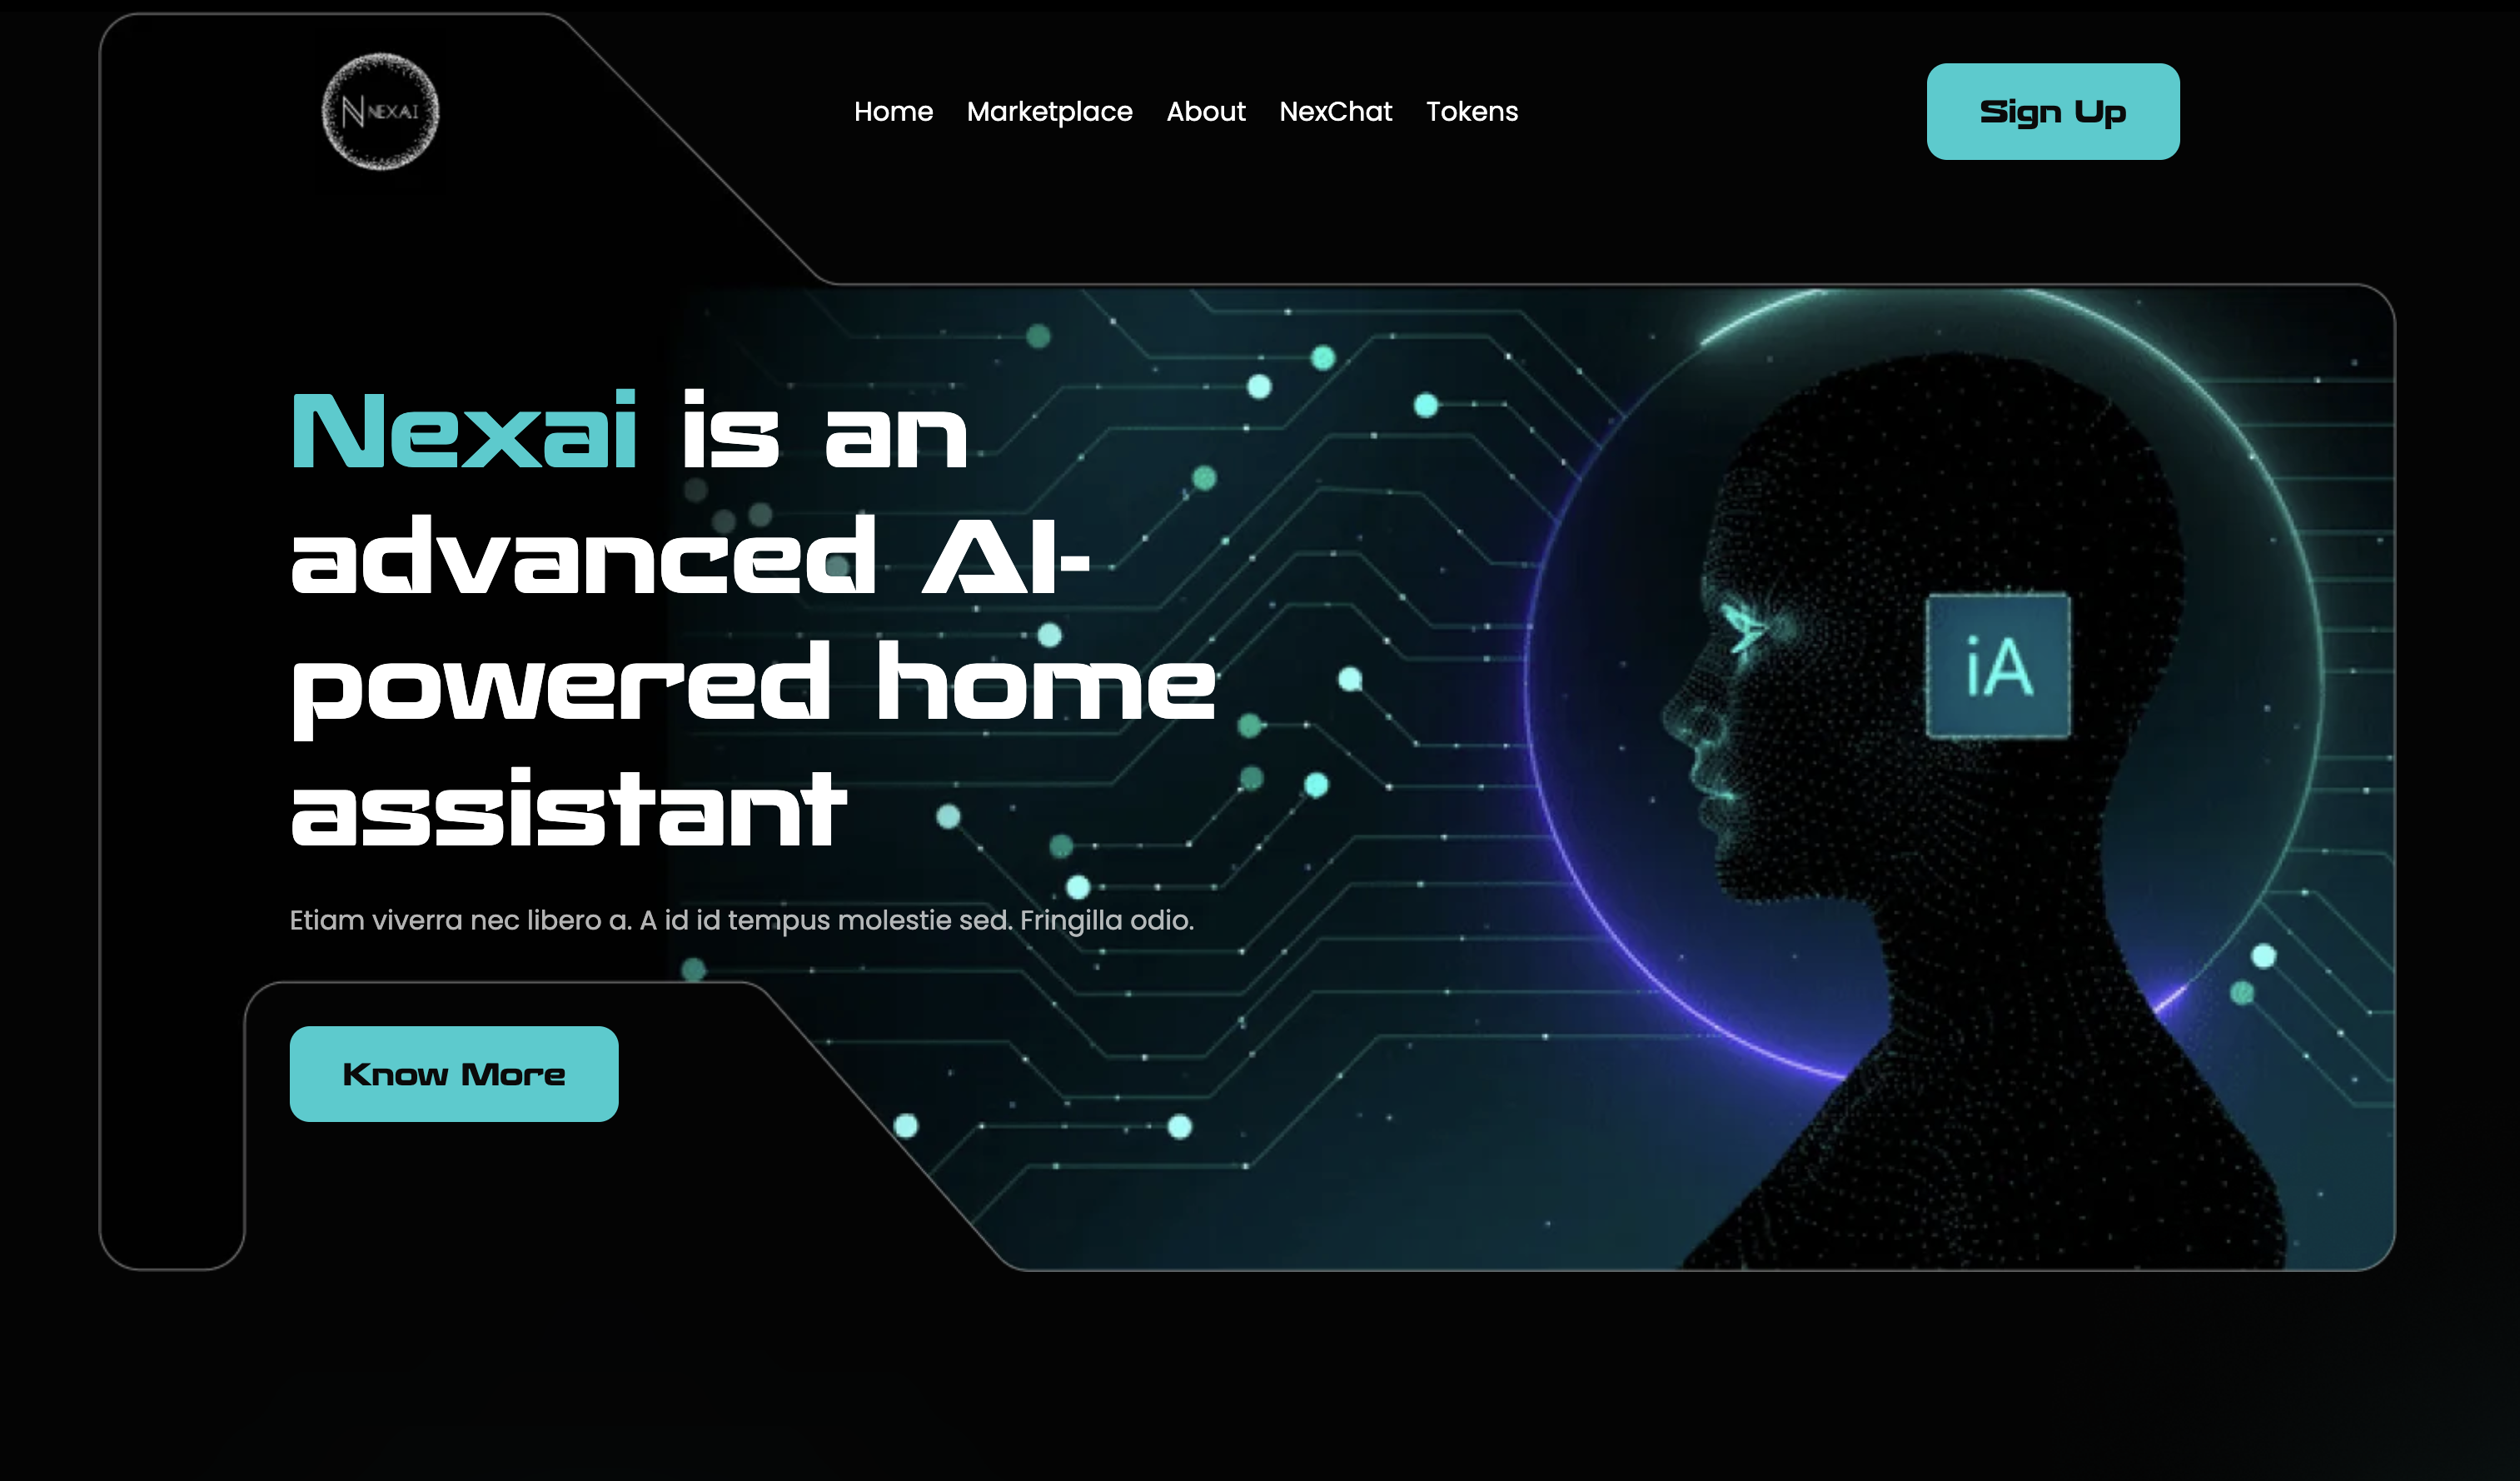 N NEXAI
Home Marketplace About NexChat Tokens
Sign Up
Nexai is an
advanced AI-
powered home
assistant
iA
Etiam viverra nec libero a. A id id tempus molestie sed. Fringilla odio.
Know More